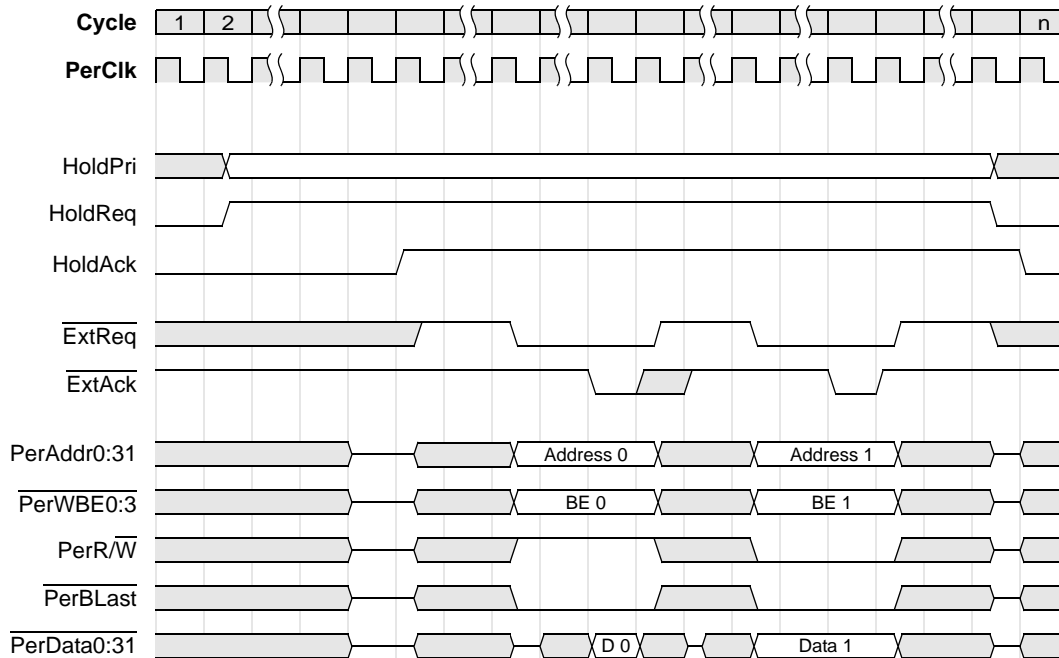 Cycle 1 2 n
PerClk
HoldPri
HoldReq
HoldAck
ExtReq
ExtAck
PerAddr0:31 Address 0 Address 1
PerWBE0:3 BE 0 BE 1
PerR/W
PerBLast
PerData0:31 D 0 Data 1